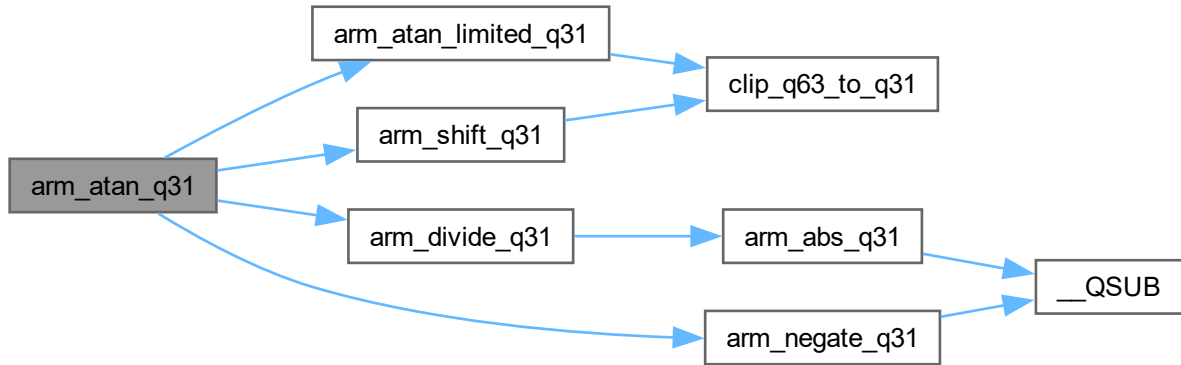 arm_atan_limited_q31
clip_q63_to_q31
arm_shift_q31
arm_atan_q31
arm_divide_q31
arm_abs_q31
__QSUB
arm_negate_q31